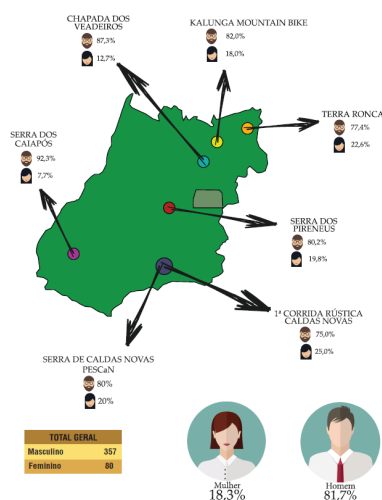 CHAPADA DOS
VEADEIROS
87,3%
12,7%
KALUNGA MOUNTAIN BIKE
82,0%
18,0%
TERRA RONCA
77,4%
22,6%
SERRA DOS
CAIAPÓS
92,3%
7,7%
SERRA DOS
PIRENEUS
80,2%
19,8%
1ª CORRIDA RÚSTICA
CALDAS NOVAS
75,0%
25,0%
SERRA DE CALDAS NOVAS
PESCaN
80%
20%
TOTAL GERAL
Masculino 357
Feminino 80
Mulher
18.3%
Homem
81.7%